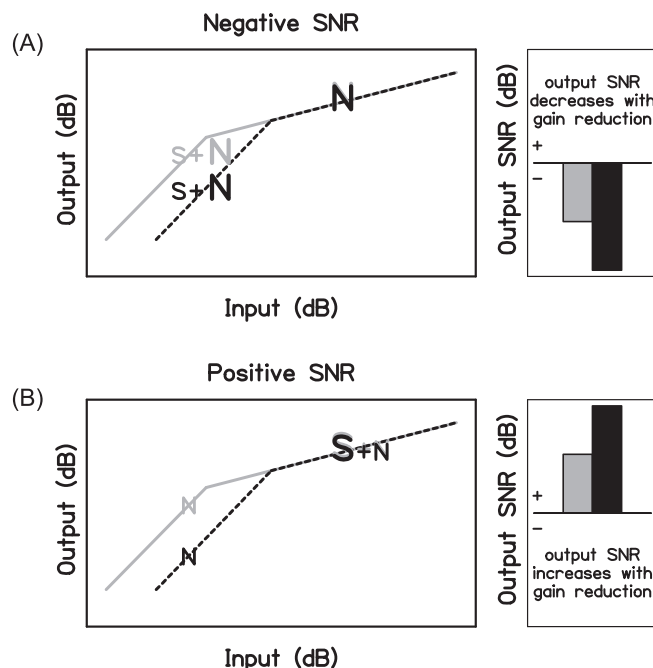 Negative SNR
(A)
Output (dB)
S+N
S+N
N
Input (dB)
Output SNR (dB)
output SNR
decreases with
gain reduction
+
−
Positive SNR
(B)
Output (dB)
N
N
S+N
Input (dB)
Output SNR (dB)
+
−
output SNR
increases with
gain reduction